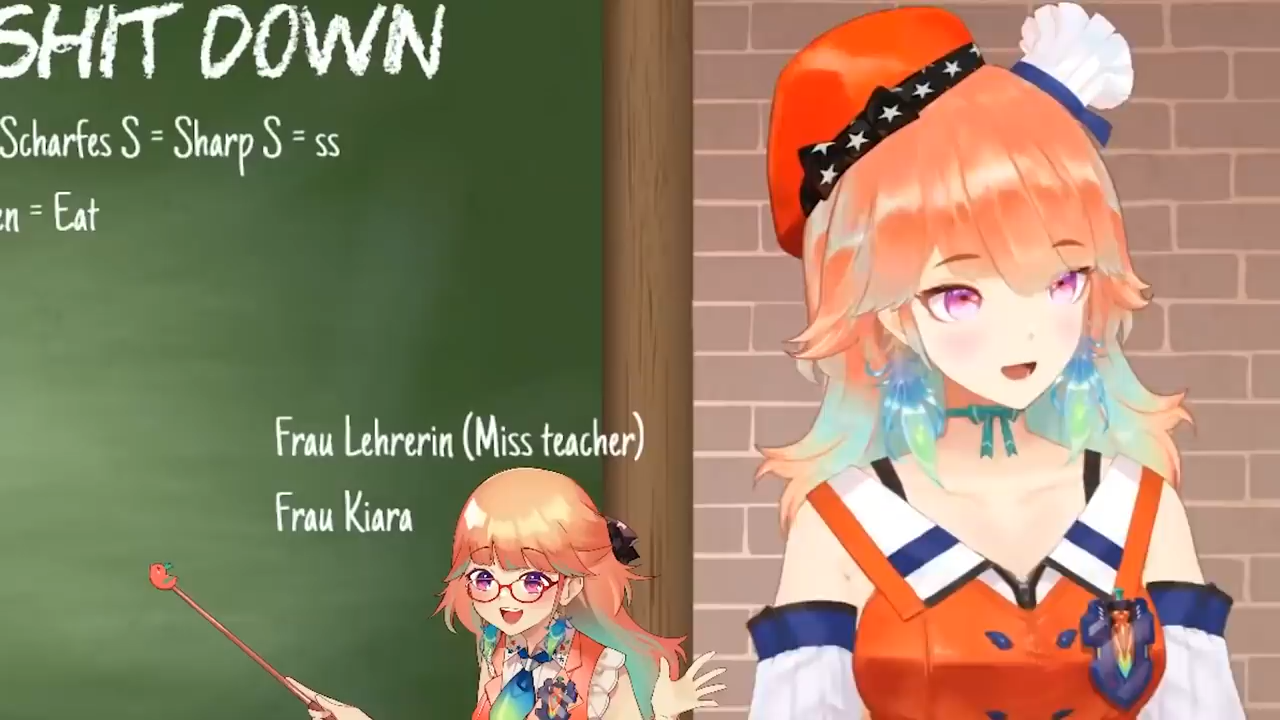 SHIT DOWN
Scharfes S = Sharp S = ss
en = Eat
Frau Lehrerin (Miss teacher)
Frau Kiara